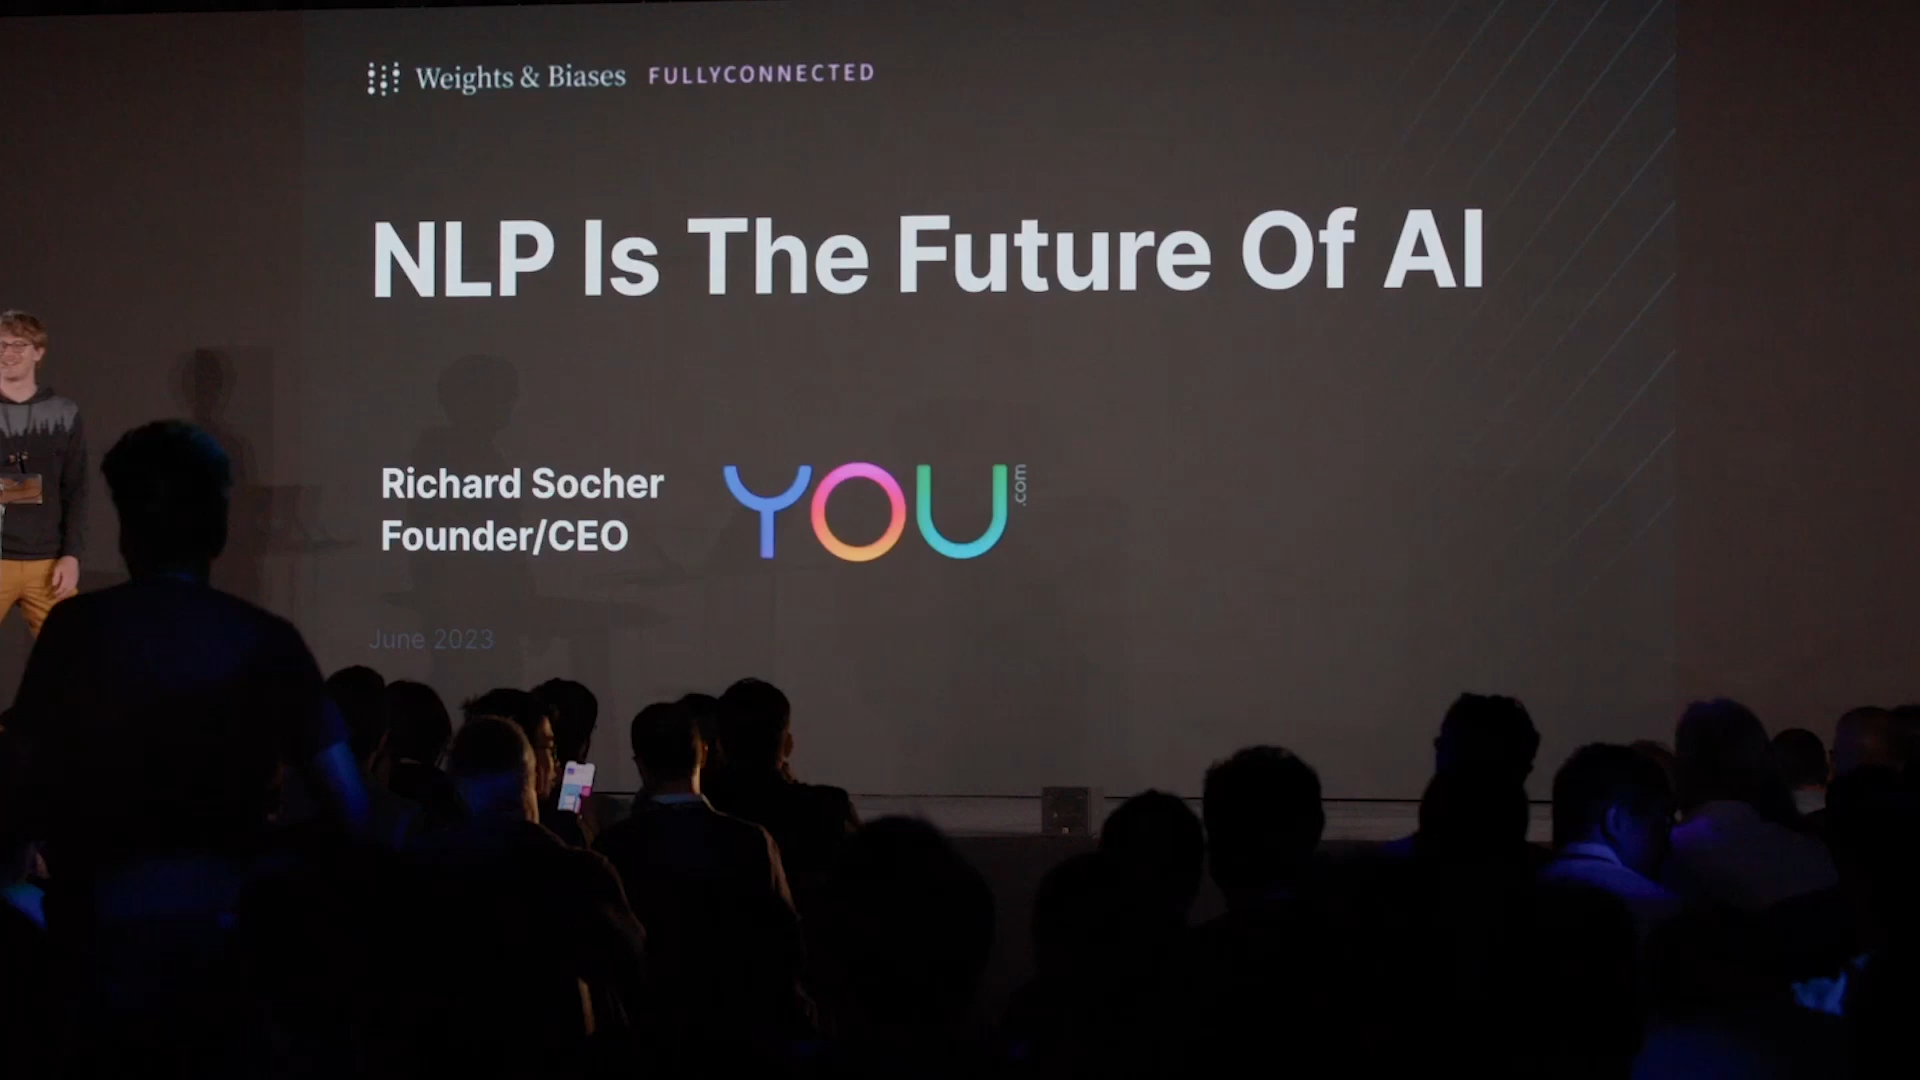 Weights & Biases FULLYCONNECTED
NLP Is The Future Of AI
Richard Socher
Founder/CEO
YOU.com
June 2023